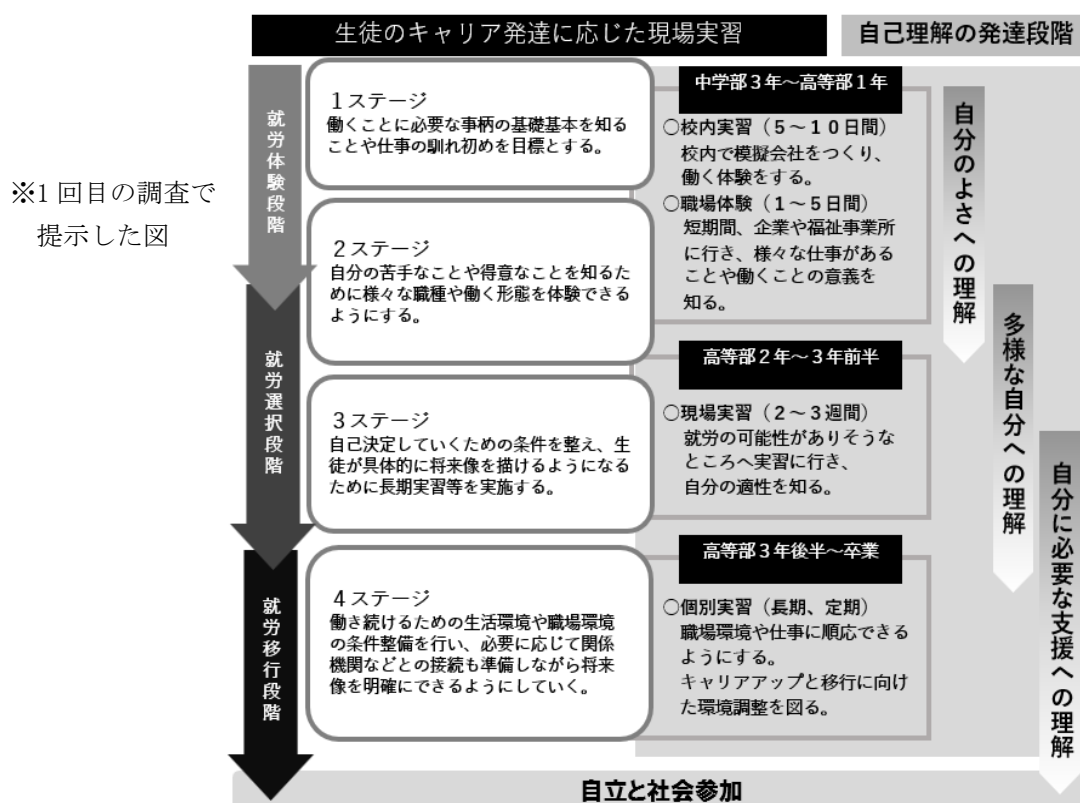 生徒のキャリア発達に応じた現場実習
自己理解の発達段階
※1回目の調査で
提示した図
就労体験段階
1ステージ
働くことに必要な事柄の基礎基本を知る
ことや仕事の馴れ初めを目標とする。
2ステージ
自分の苦手なことや得意なことを知るた
めに様々な職種や働く形態を体験できる
ようにする。
中学部3年～高等部1年
○校内実習(5～10日間)
校内で模擬会社をつくり、
働く体験をする。
○職場体験(1～5日間)
短期間、企業や福祉事業所
に行き、様々な仕事がある
ことや働くことの意義を
知る。
自分のよさへの理解
就労選択段階
3ステージ
自己決定していくための条件を整え、生
徒が具体的に将来像を描けるようになる
ために長期実習等を実施する。
高等部2年～3年前半
○現場実習(2～3週間)
就労の可能性がありそうな
ところへ実習に行き、
自分の適性を知る。
多様な自分への理解
就労移行段階
4ステージ
働き続けるための生活環境や職場環境
の条件整備を行い、必要に応じて関係
機関などとの接続も準備しながら将来
像を明確にできるようにしていく。
高等部3年後半～卒業
○個別実習(長期、定期)
職場環境や仕事に順応できる
ようにする。
キャリアアップと移行に向け
た環境調整を図る。
自分に必要な支援への理解
自立と社会参加